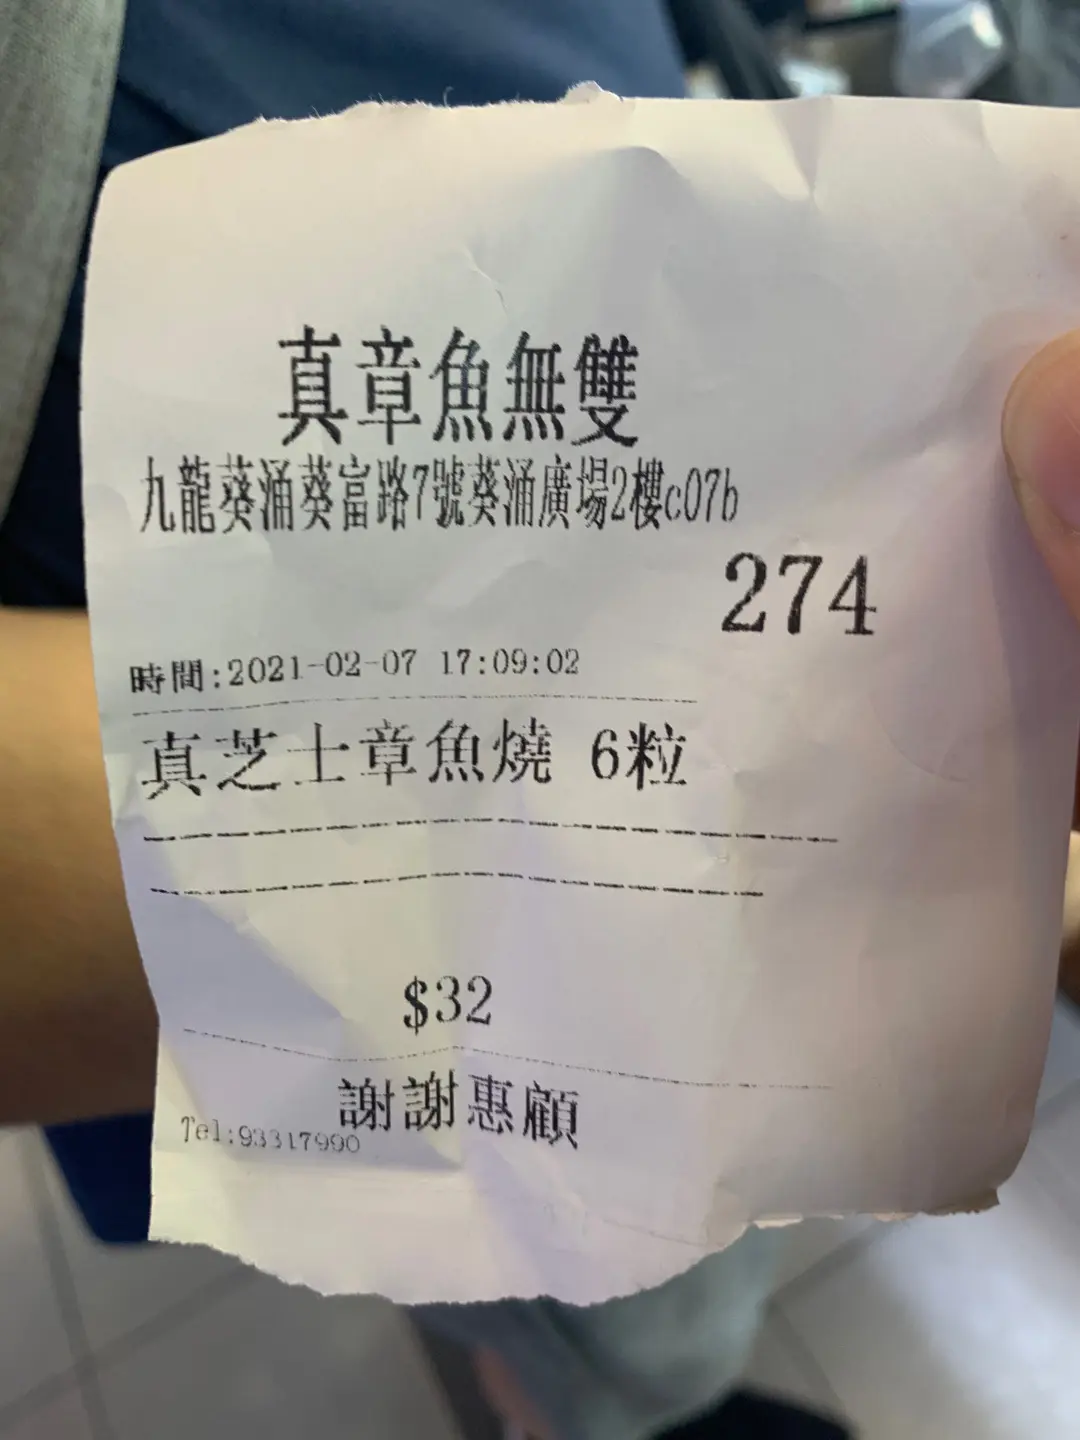 真章魚無雙
九龍葵涌葵富路7號葵涌廣場2樓c07b
274
時間:2021-02-07 17:09:02
真芝士章魚燒 6粒
$32
謝謝惠顧
Tel:93317990